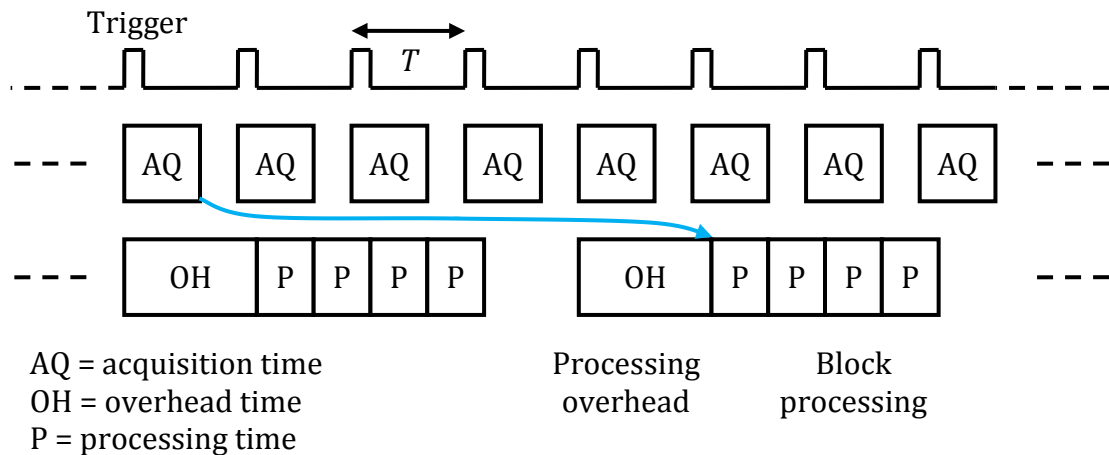 Trigger
T
AQ AQ AQ AQ AQ AQ AQ AQ
OH P P P P OH P P P P
AQ = acquisition time
OH = overhead time
P = processing time
Processing
overhead
Block
processing